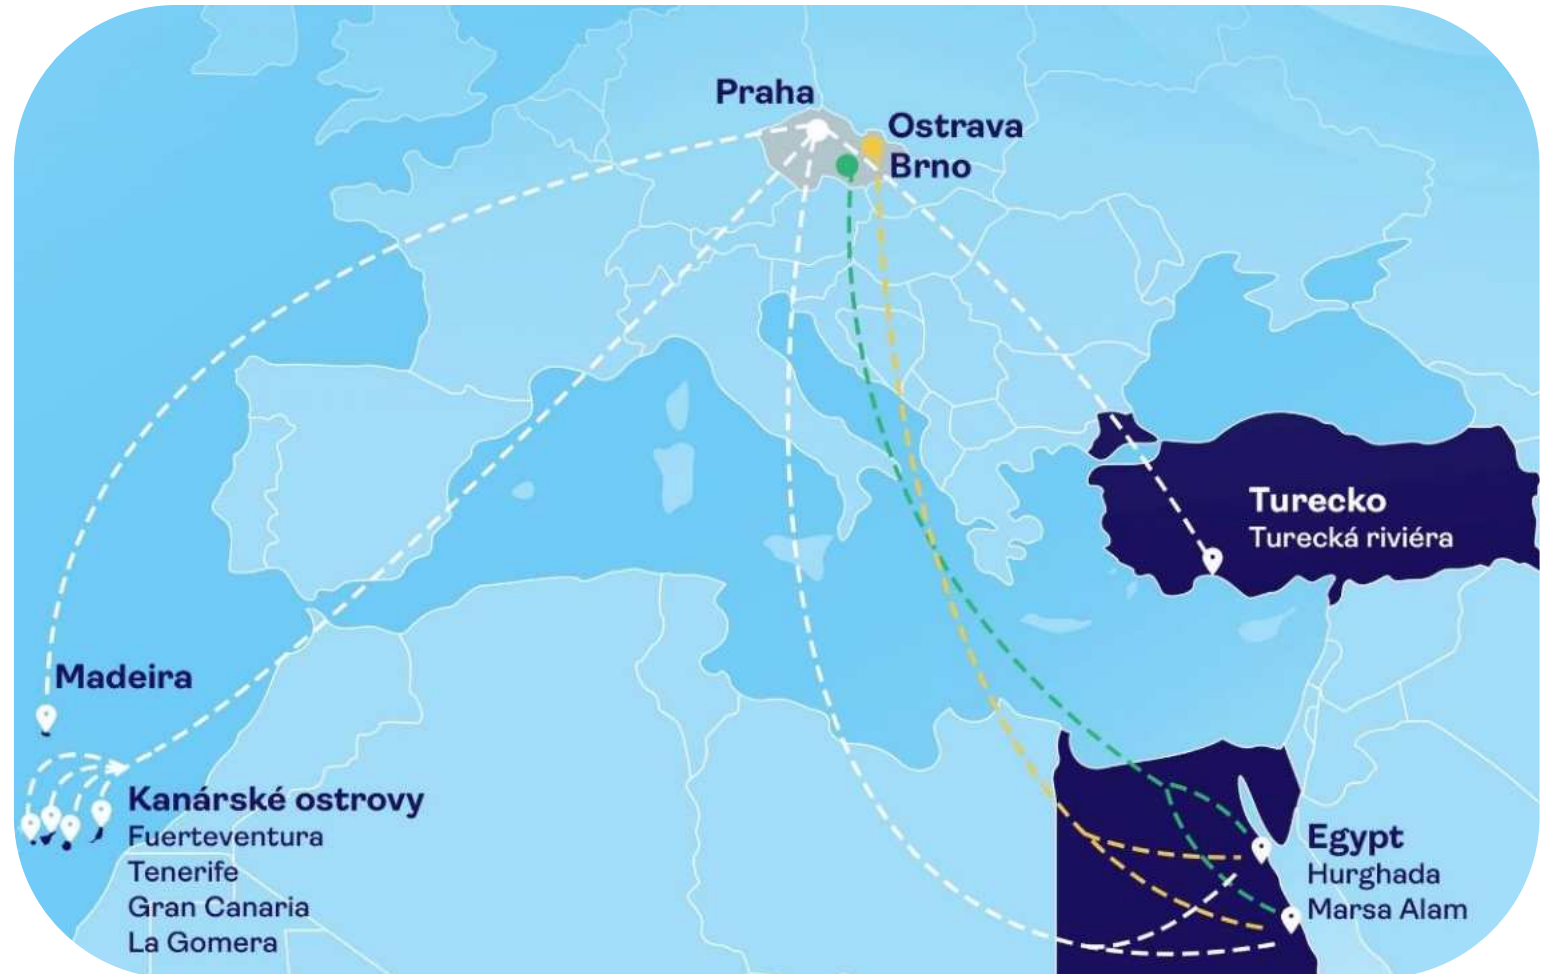 Praha
Ostrava
Brno
Turecko
Turecká riviéra
Madeira
Kanárské ostrovy
Fuerteventura
Tenerife
Gran Canaria
La Gomera
Egypt
Hurghada
Marsa Alam